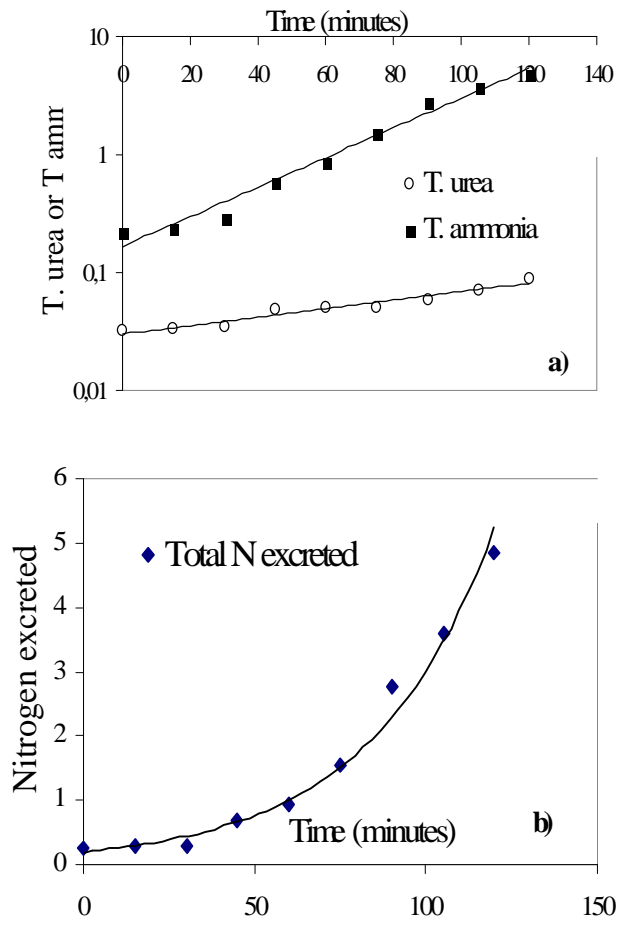 Time (minutes)
10
0 20 40 60 80 100 120 140
1
0,1
0,01
T. urea or T amm
T. urea
T. ammonia
a)
6
5
4
3
2
1
0
Nitrogen excreted
Total N excreted
Time (minutes)
b)
0 50 100 150